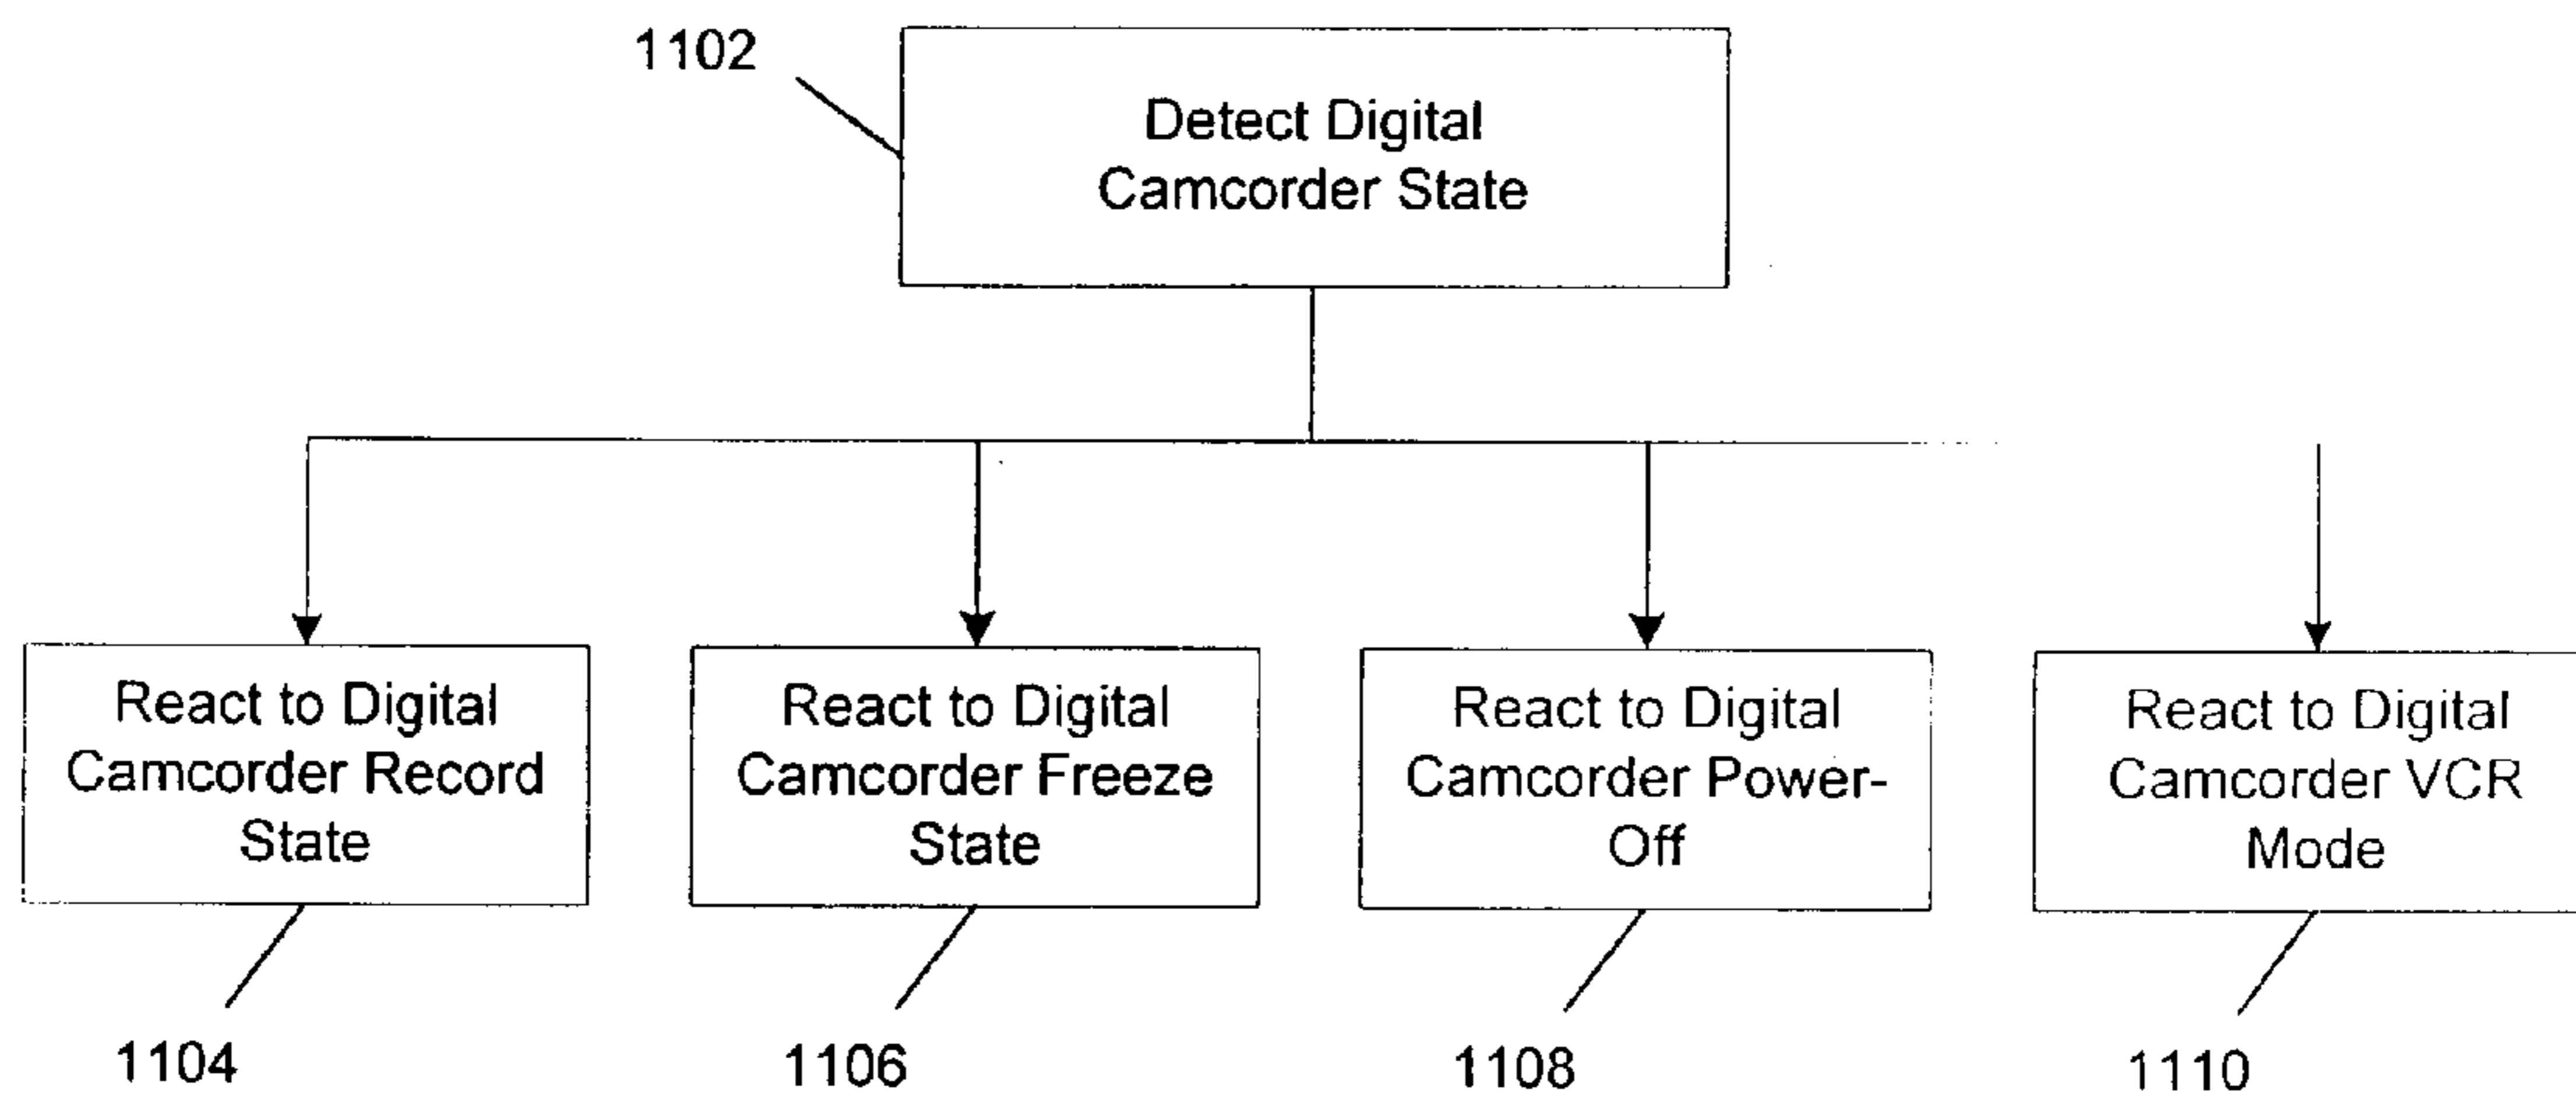 1102
Detect Digital
Camcorder State
React to Digital
Camcorder Record
State
React to Digital
Camcorder Freeze
State
React to Digital
Camcorder Power-
Off
React to Digital
Camcorder VCR
Mode
1104
1106
1108
1110